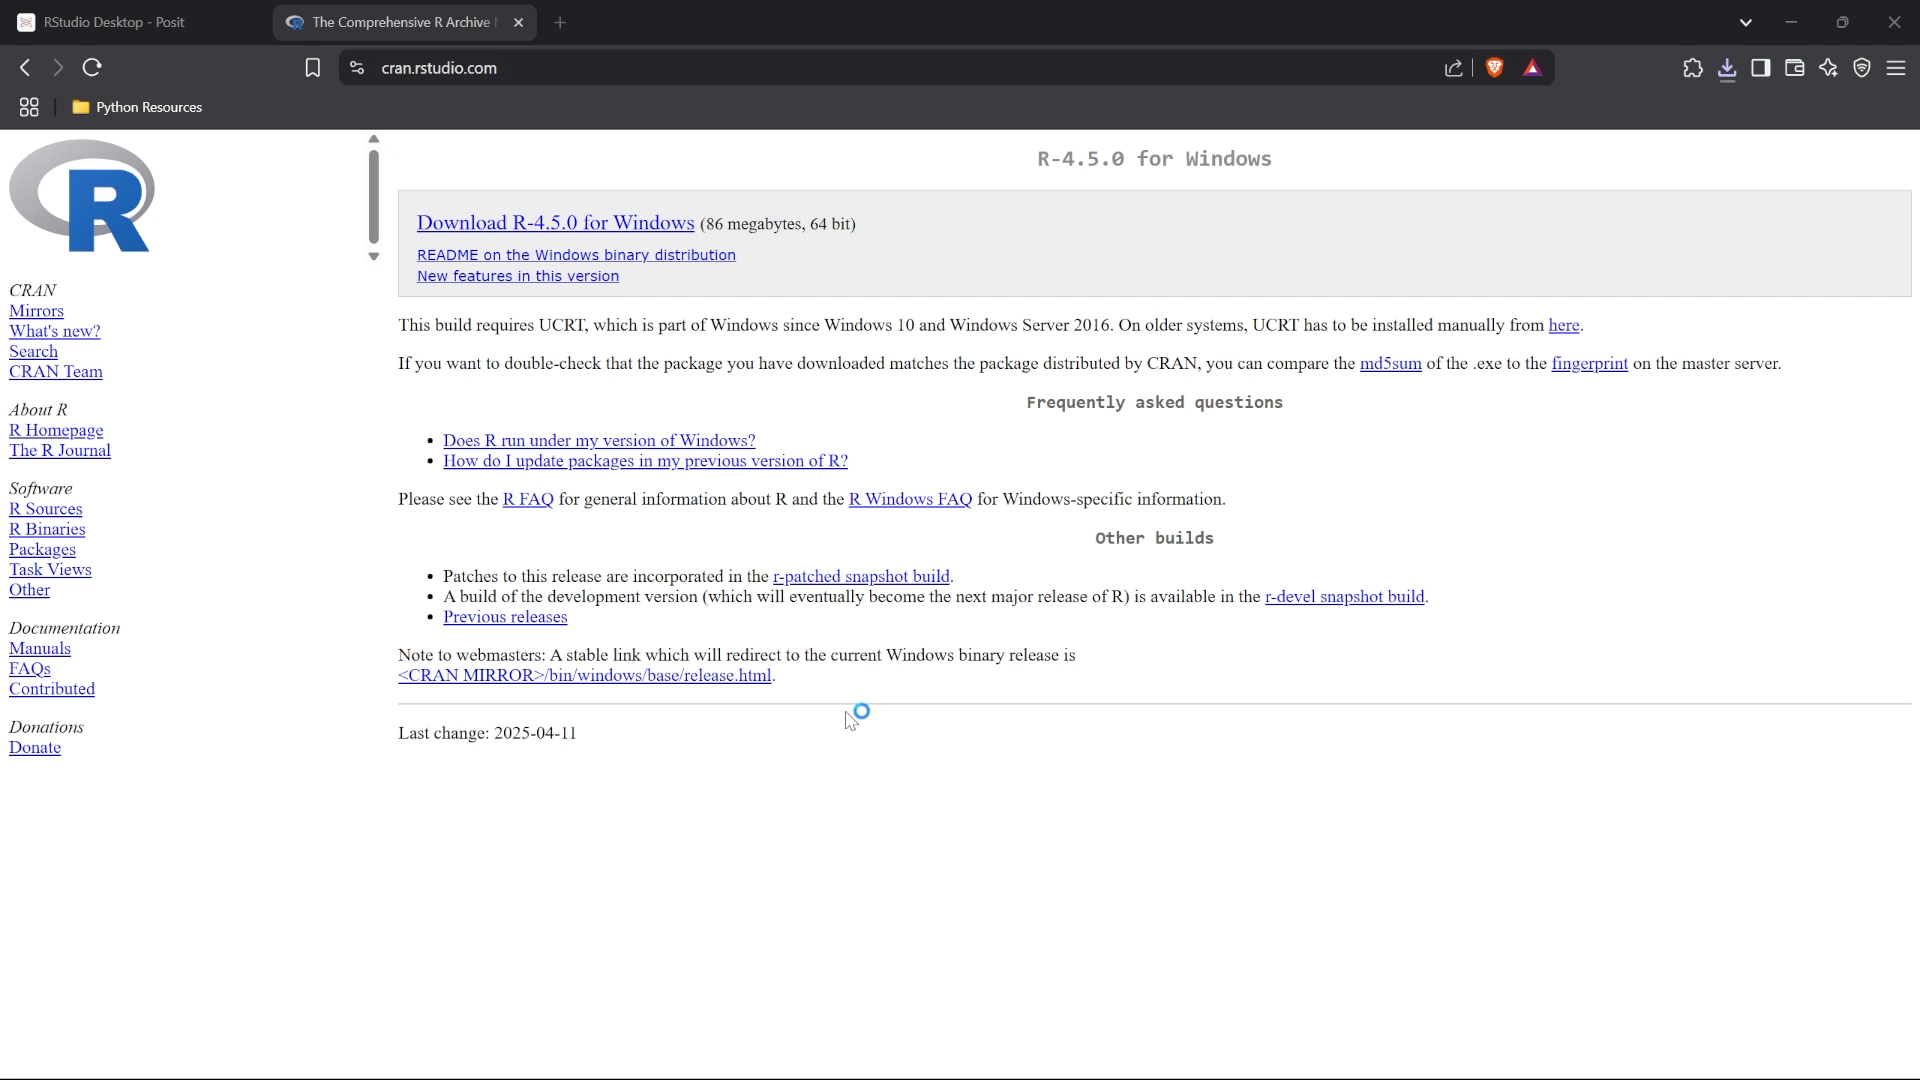 RStudio Desktop - Posit
The Comprehensive R Archive
cran.rstudio.com
Python Resources
R
CRAN
Mirrors
What's new?
Search
CRAN Team
About R
R Homepage
The R Journal
Software
R Sources
R Binaries
Packages
Task Views
Other
Documentation
Manuals
FAQs
Contributed
Donations
Donate
R-4.5.0 for Windows
Download R-4.5.0 for Windows (86 megabytes, 64 bit)
README on the Windows binary distribution
New features in this version
This build requires UCRT, which is part of Windows since Windows 10 and Windows Server 2016. On older systems, UCRT has to be installed manually from here.
If you want to double-check that the package you have downloaded matches the package distributed by CRAN, you can compare the md5sum of the .exe to the fingerprint on the master server.
Frequently asked questions
• Does R run under my version of Windows?
• How do I update packages in my previous version of R?
Please see the R FAQ for general information about R and the R Windows FAQ for Windows-specific information.
Other builds
• Patches to this release are incorporated in the r-patched snapshot build.
• A build of the development version (which will eventually become the next major release of R) is available in the r-devel snapshot build.
• Previous releases
Note to webmasters: A stable link which will redirect to the current Windows binary release is
<CRAN MIRROR>/bin/windows/base/release.html.
Last change: 2025-04-11